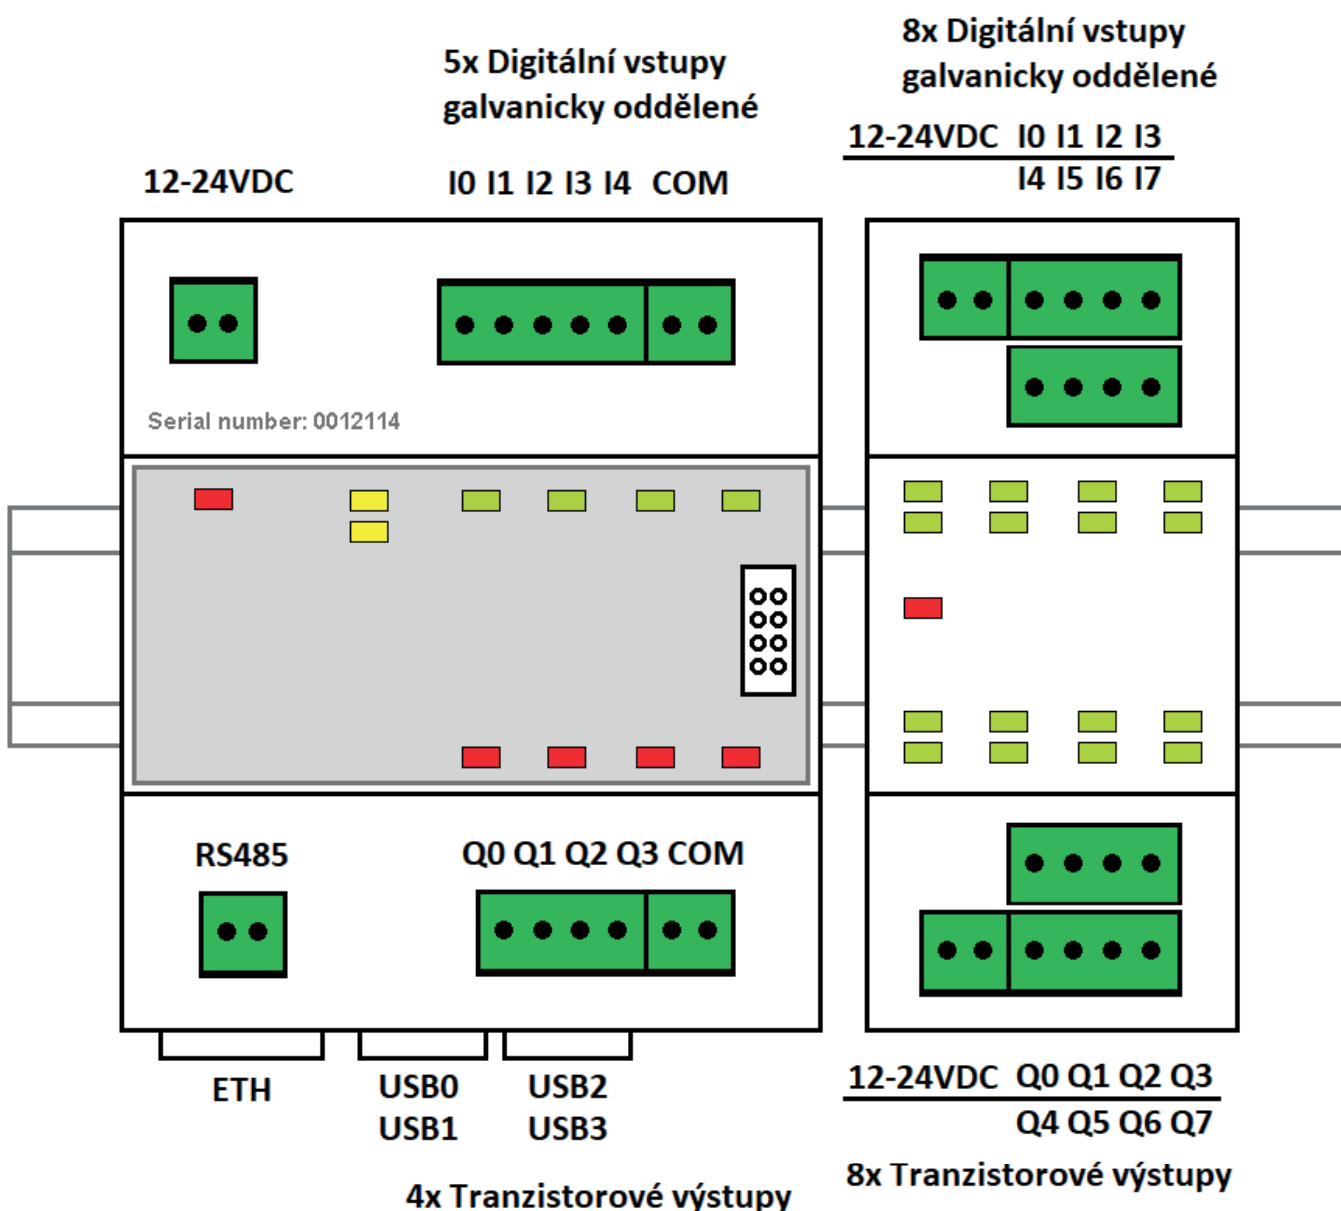 5x Digitální vstupy
galvanicky oddělené
8x Digitální vstupy
galvanicky oddělené
12-24VDC I0 I1 I2 I3
I4 I5 I6 I7
12-24VDC
I0 I1 I2 I3 I4 COM
Serial number: 0012114
RS485
Q0 Q1 Q2 Q3 COM
ETH
USB0
USB1
USB2
USB3
4x Tranzistorové výstupy
12-24VDC Q0 Q1 Q2 Q3
Q4 Q5 Q6 Q7
8x Tranzistorové výstupy